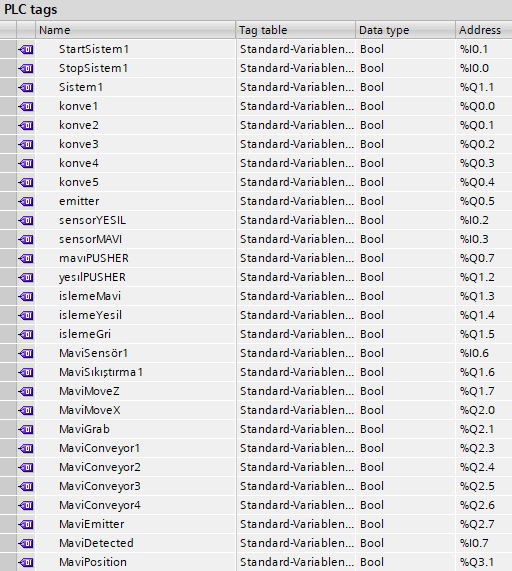 PLC tags
Name Tag table Data type Address
StartSistem1 Standard-Variablen... Bool %I0.1
StopSistem1 Standard-Variablen... Bool %I0.0
Sistem1 Standard-Variablen... Bool %Q1.1
konve1 Standard-Variablen... Bool %Q0.0
konve2 Standard-Variablen... Bool %Q0.1
konve3 Standard-Variablen... Bool %Q0.2
konve4 Standard-Variablen... Bool %Q0.3
konve5 Standard-Variablen... Bool %Q0.4
emitter Standard-Variablen... Bool %Q0.5
sensorYESIL Standard-Variablen... Bool %I0.2
sensorMAVI Standard-Variablen... Bool %I0.3
mavıPUSHER Standard-Variablen... Bool %Q0.7
yesılPUSHER Standard-Variablen... Bool %Q1.2
islemeMavi Standard-Variablen... Bool %Q1.3
islemeYesil Standard-Variablen... Bool %Q1.4
islemeGri Standard-Variablen... Bool %Q1.5
MaviSensör1 Standard-Variablen... Bool %I0.6
MaviSıkıştırma1 Standard-Variablen... Bool %Q1.6
MaviMoveZ Standard-Variablen... Bool %Q1.7
MaviMoveX Standard-Variablen... Bool %Q2.0
MaviGrab Standard-Variablen... Bool %Q2.1
MaviConveyor1 Standard-Variablen... Bool %Q2.3
MaviConveyor2 Standard-Variablen... Bool %Q2.4
MaviConveyor3 Standard-Variablen... Bool %Q2.5
MaviConveyor4 Standard-Variablen... Bool %Q2.6
MaviEmitter Standard-Variablen... Bool %Q2.7
MaviDetected Standard-Variablen... Bool %I0.7
MaviPosition Standard-Variablen... Bool %Q3.1